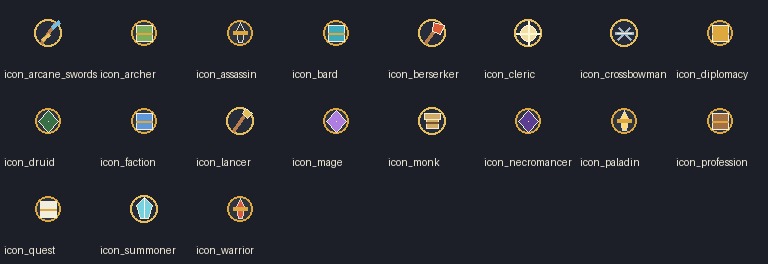 icon_arcane_swords icon_archer icon_assassin icon_bard icon_berserker icon_cleric icon_crossbowman icon_diplomacy
icon_druid icon_faction icon_lancer icon_mage icon_monk icon_necromancer icon_paladin icon_profession
icon_quest icon_summoner icon_warrior